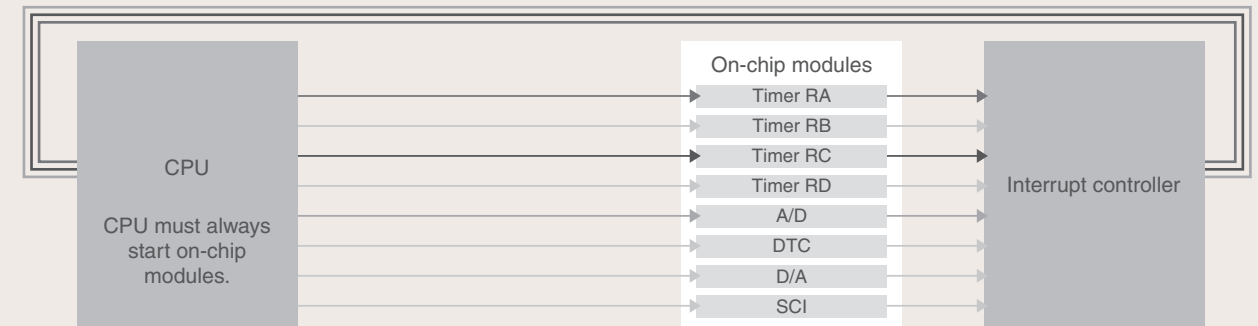 CPU
CPU must always
start on-chip
modules.
On-chip modules
Timer RA
Timer RB
Timer RC
Timer RD
A/D
DTC
D/A
SCI
Interrupt controller